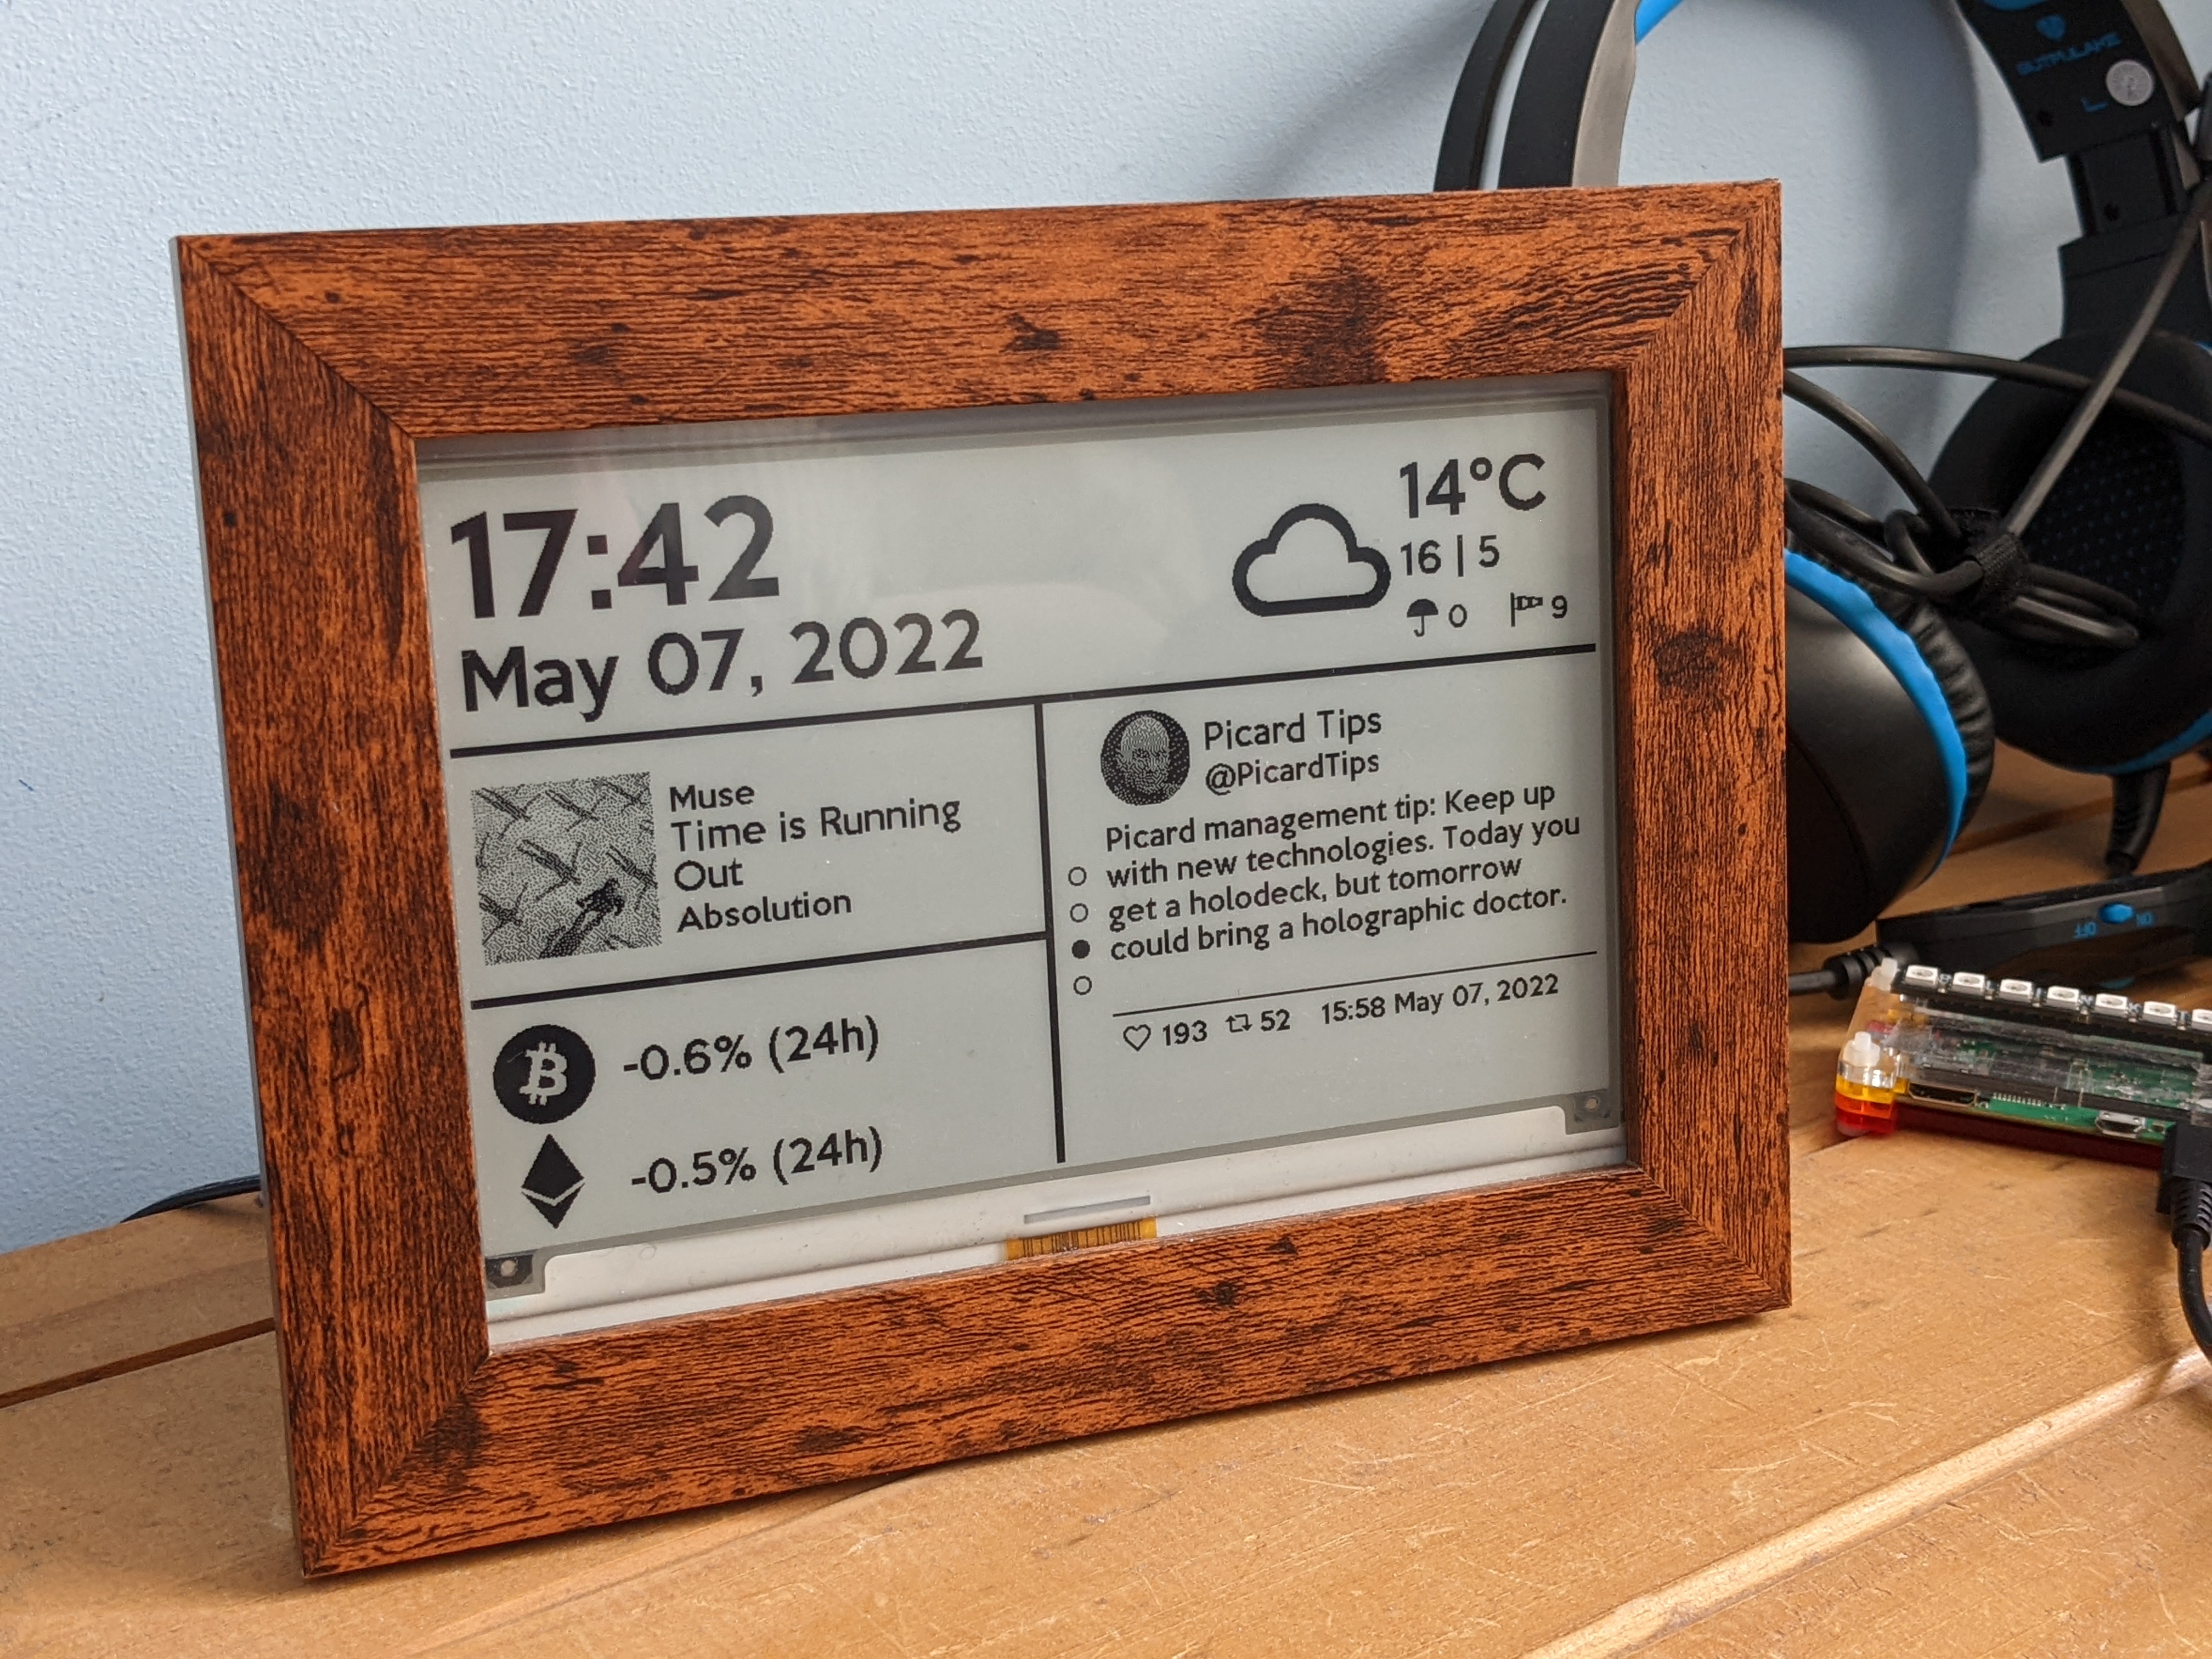 17:42
May 07, 2022
14°C
16 | 5
0 9
Muse
Time is Running
Out
Absolution
-0.6% (24h)
-0.5% (24h)
Picard Tips
@PicardTips
Picard management tip: Keep up
with new technologies. Today you
get a holodeck, but tomorrow
could bring a holographic doctor.
193 52 15:58 May 07, 2022
L
ON
OFF